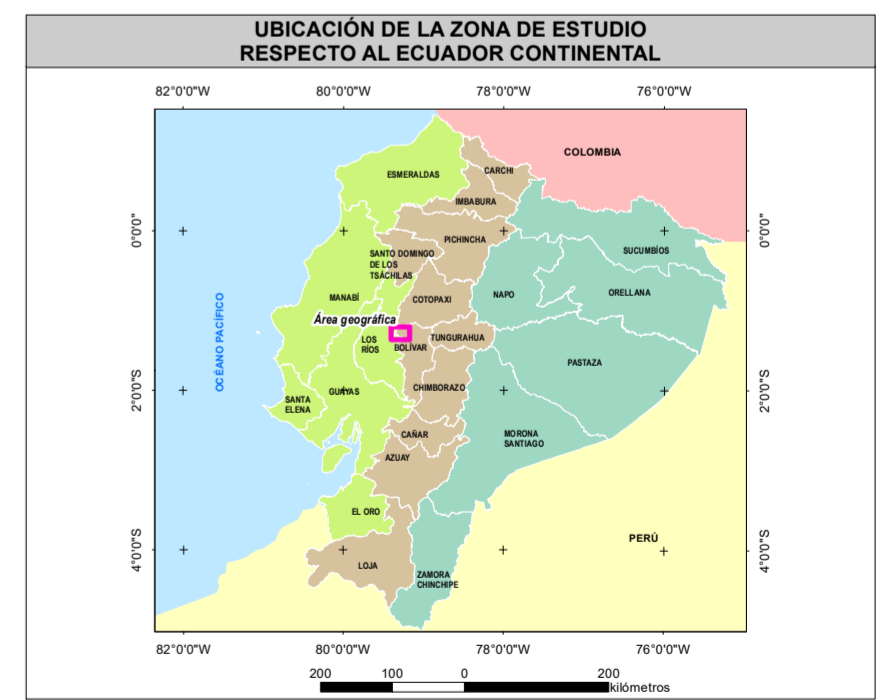 UBICACIÓN DE LA ZONA DE ESTUDIO
RESPECTO AL ECUADOR CONTINENTAL
82°0'0"W
80°0'0"W
78°0'0"W
76°0'0"W
COLOMBIA
ESMERALDAS
CARCHI
IMBABURA
0°0'0"
0°0'0"
PICHINCHA
SANTO DOMINGO
DE LOS
TSÁCHILAS
SUCUMBÍOS
MANABÍ
COTOPAXI
NAPO
ORELLANA
OCÉANO PACÍFICO
Área geográfica
LOS
RÍOS
BOLÍVAR
TUNGURAHUA
PASTAZA
2°0'0"S
2°0'0"S
SANTA
ELENA
GUAYAS
CHIMBORAZO
CAÑAR
MORONA
SANTIAGO
AZUAY
EL ORO
PERÚ
4°0'0"S
4°0'0"S
LOJA
ZAMORA
CHINCHIPE
82°0'0"W
80°0'0"W
78°0'0"W
76°0'0"W
200
100
0
200
kilómetros